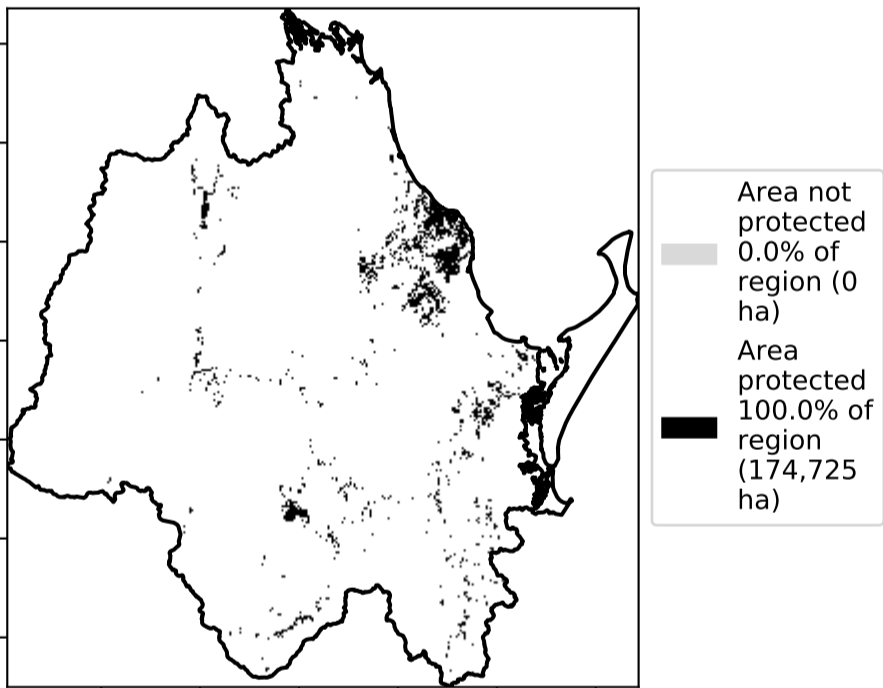 Area not
protected
0.0% of
region (0
ha)
Area
protected
100.0% of
region
(174,725
ha)